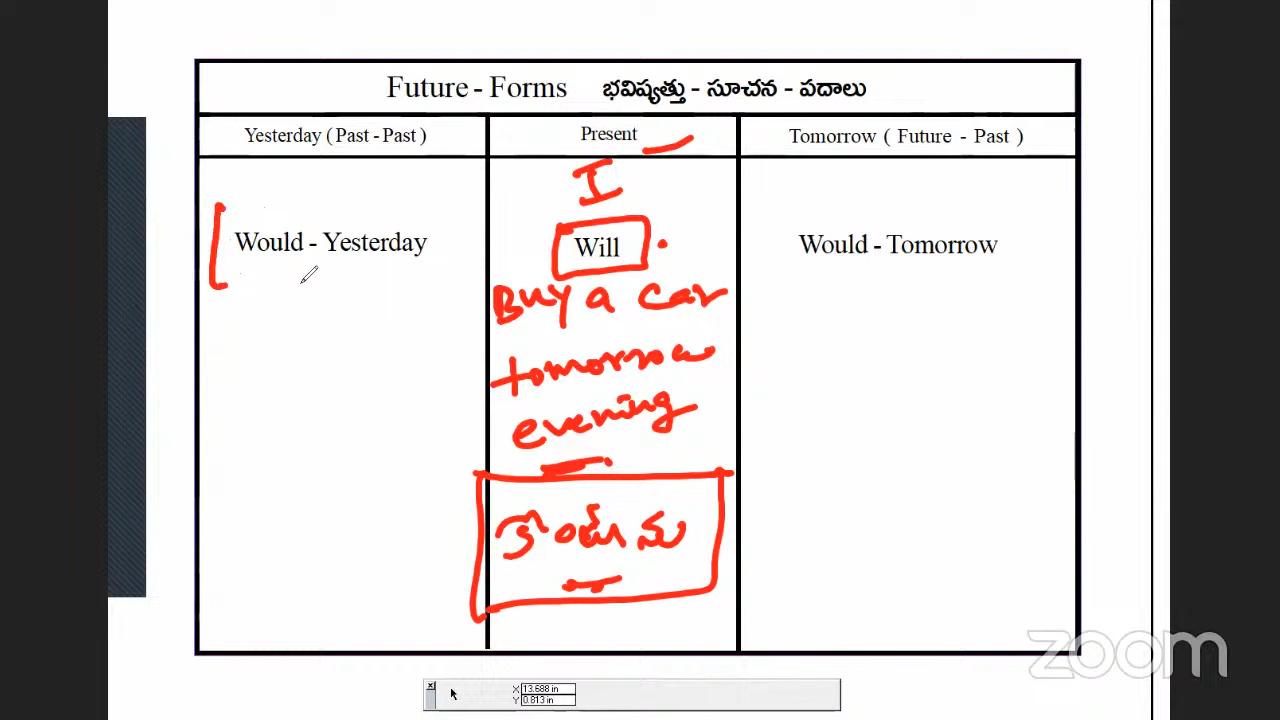 Future - Forms భవిష్యత్తు - సూచన - పదాలు
Yesterday ( Past - Past )
Present
Tomorrow ( Future - Past )
I
Would - Yesterday
Will
Would - Tomorrow
Buy a car
tomorrow
evening
కొంటాను
zoom
X 13.688 in
Y 0.813 in